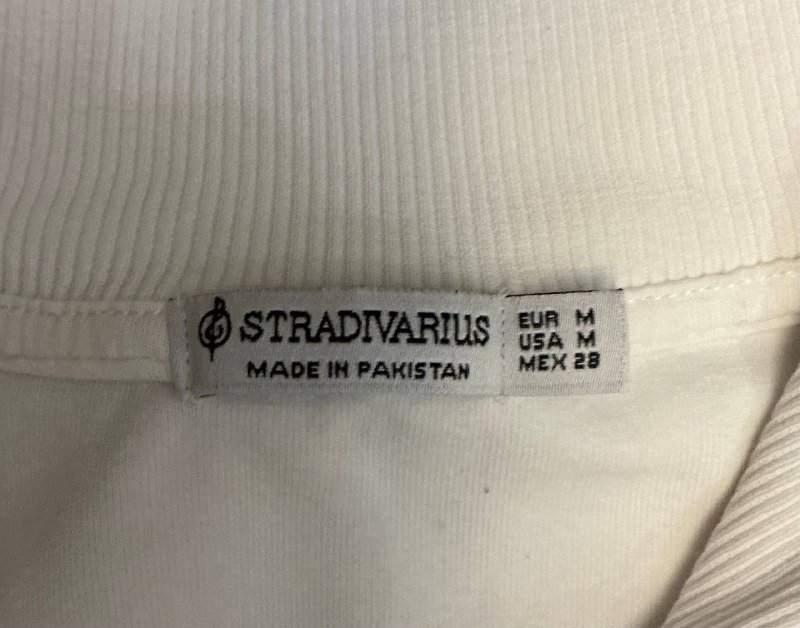 STRADIVARIUS
MADE IN PAKISTAN
EUR M
USA M
MEX 28